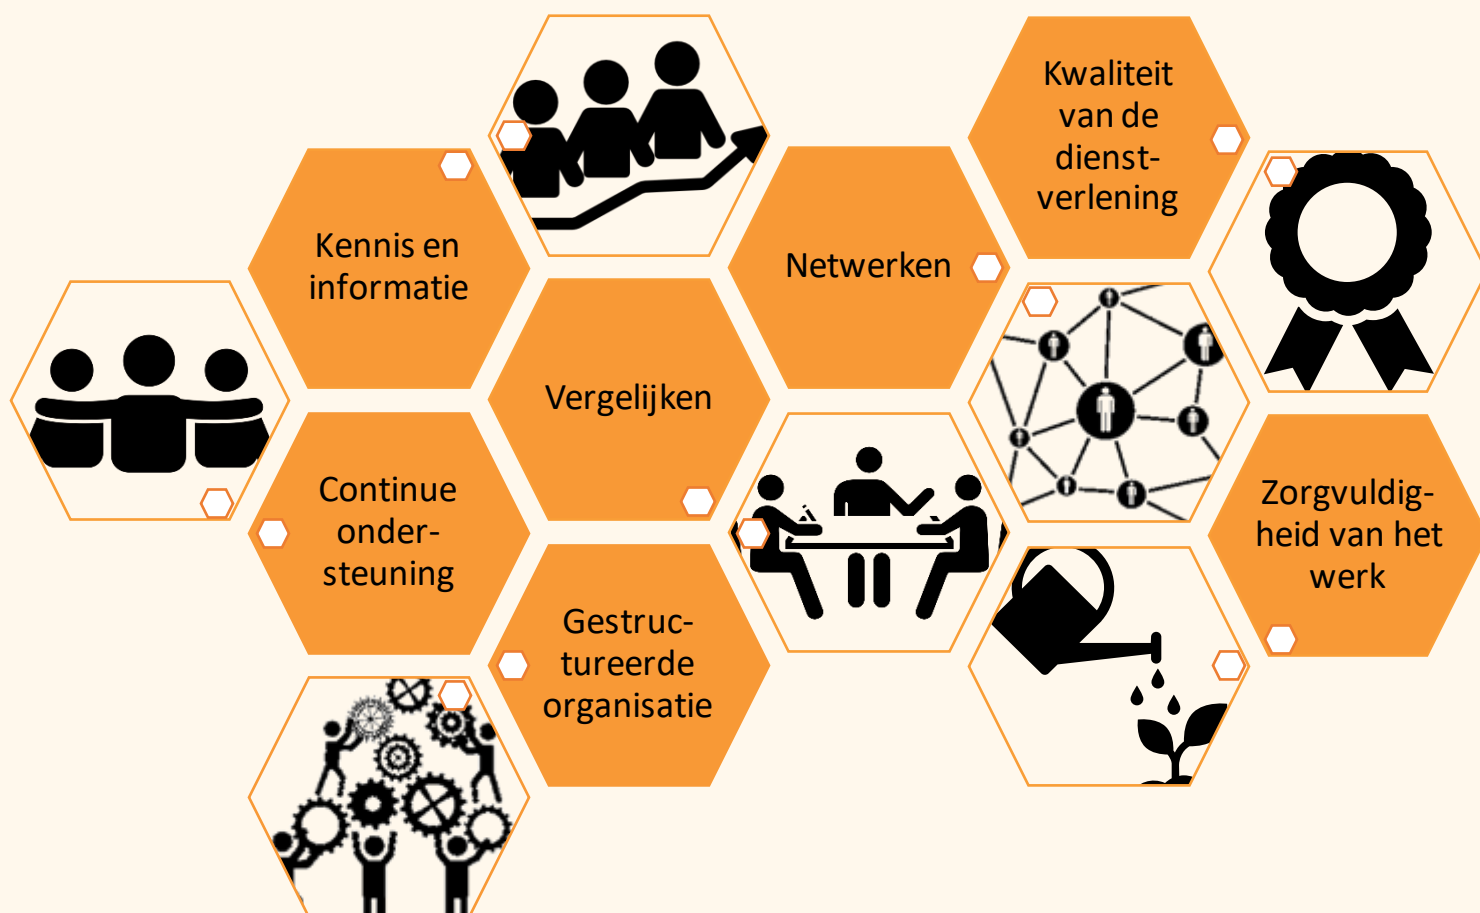 Kennis en
informatie
Continue
onder-
steuning
Vergelijken
Gestruc-
tureerde
organisatie
Netwerken
Kwaliteit
van de
dienst-
verlening
Zorgvuldig-
heid van het
werk